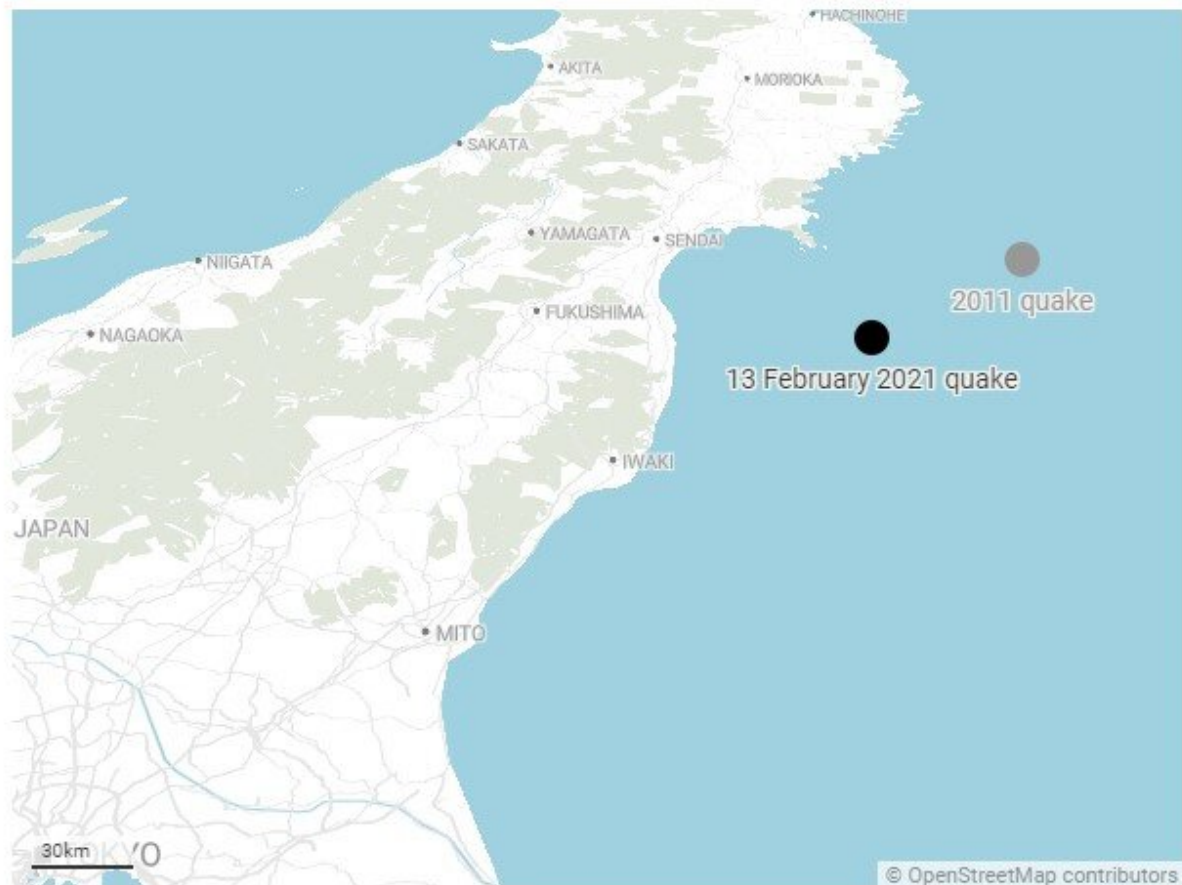 HACHINOHE
AKITA
MORIOKA
SAKATA
YAMAGATA
SENDAI
NIIGATA
2011 quake
FUKUSHIMA
NAGAOKA
13 February 2021 quake
IWAKI
JAPAN
MITO
30km
TOKYO
© OpenStreetMap contributors